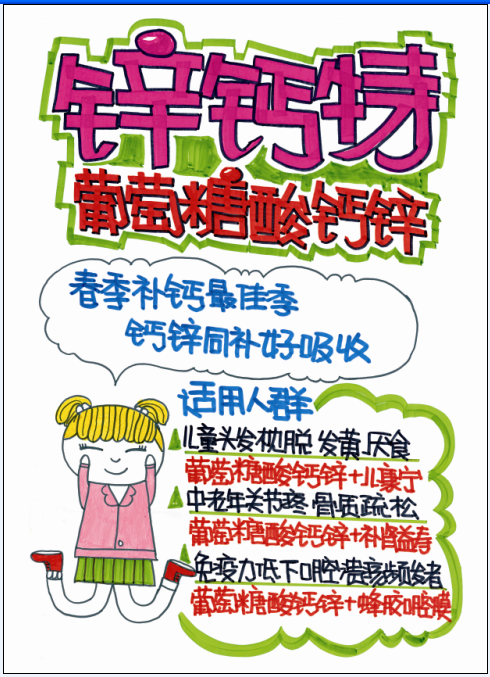 锌钙特
葡萄糖酸钙锌
春季补钙最佳季
钙锌同补好吸收
适用人群
儿童头发枕脱 发黄厌食
葡萄糖酸钙锌+儿康宁
中老年关节疼 骨质疏松
葡萄糖酸钙锌+补肾益寿
免疫力低下口腔溃疡频发者
葡萄糖酸钙锌+蜂胶口腔膜